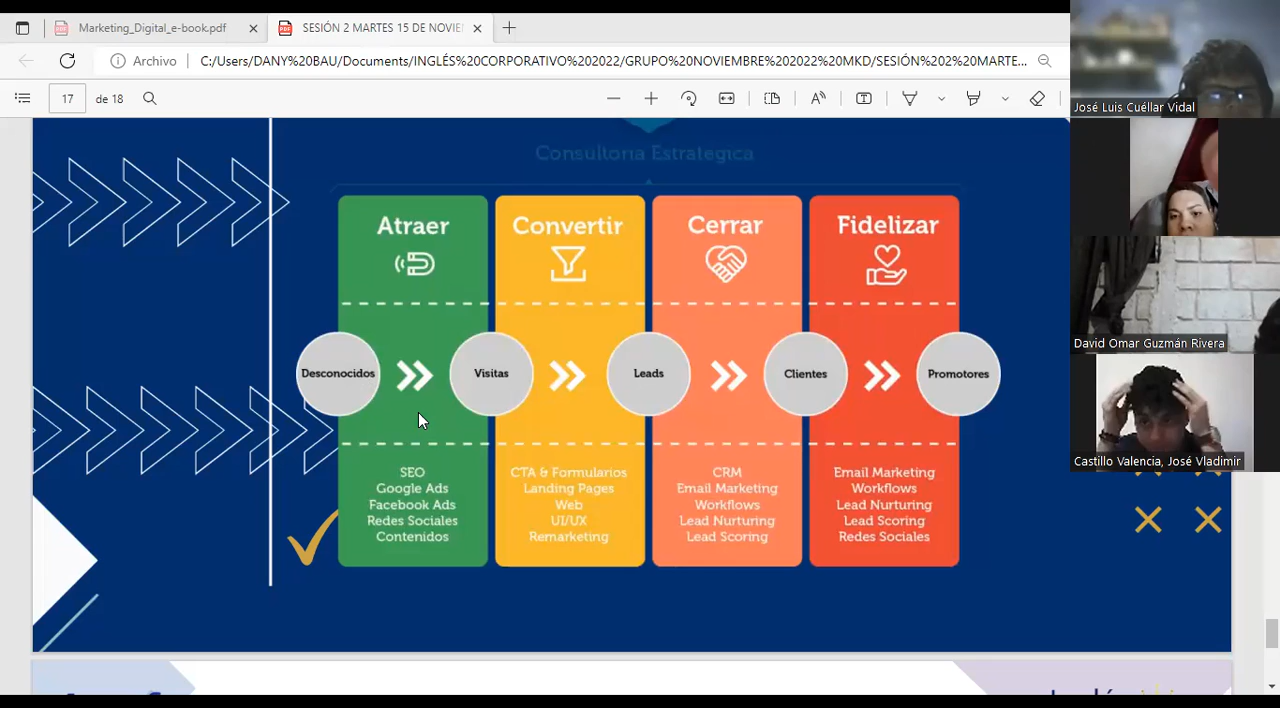 Marketing_Digital_e-book.pdf
SESIÓN 2 MARTES 15 DE NOVIE
Archivo
C:/Users/DANY%20BAU/Documents/INGLÉS%20CORPORATIVO%202022/GRUPO%20NOVIEMBRE%202022%20MKD/SESIÓN%202%20MARTE...
17
de 18
Consultoria Estrategica
Atraer
Convertir
Cerrar
Fidelizar
Desconocidos
Visitas
Leads
Clientes
Promotores
SEO
Google Ads
Facebook Ads
Redes Sociales
Contenidos
CTA & Formularios
Landing Pages
Web
UI/UX
Remarketing
CRM
Email Marketing
Workflows
Lead Nurturing
Lead Scoring
Email Marketing
Workflows
Lead Nurturing
Lead Scoring
Redes Sociales
José Luis Cuéllar Vidal
David Omar Guzmán Rivera
Castillo Valencia, José Vladimir